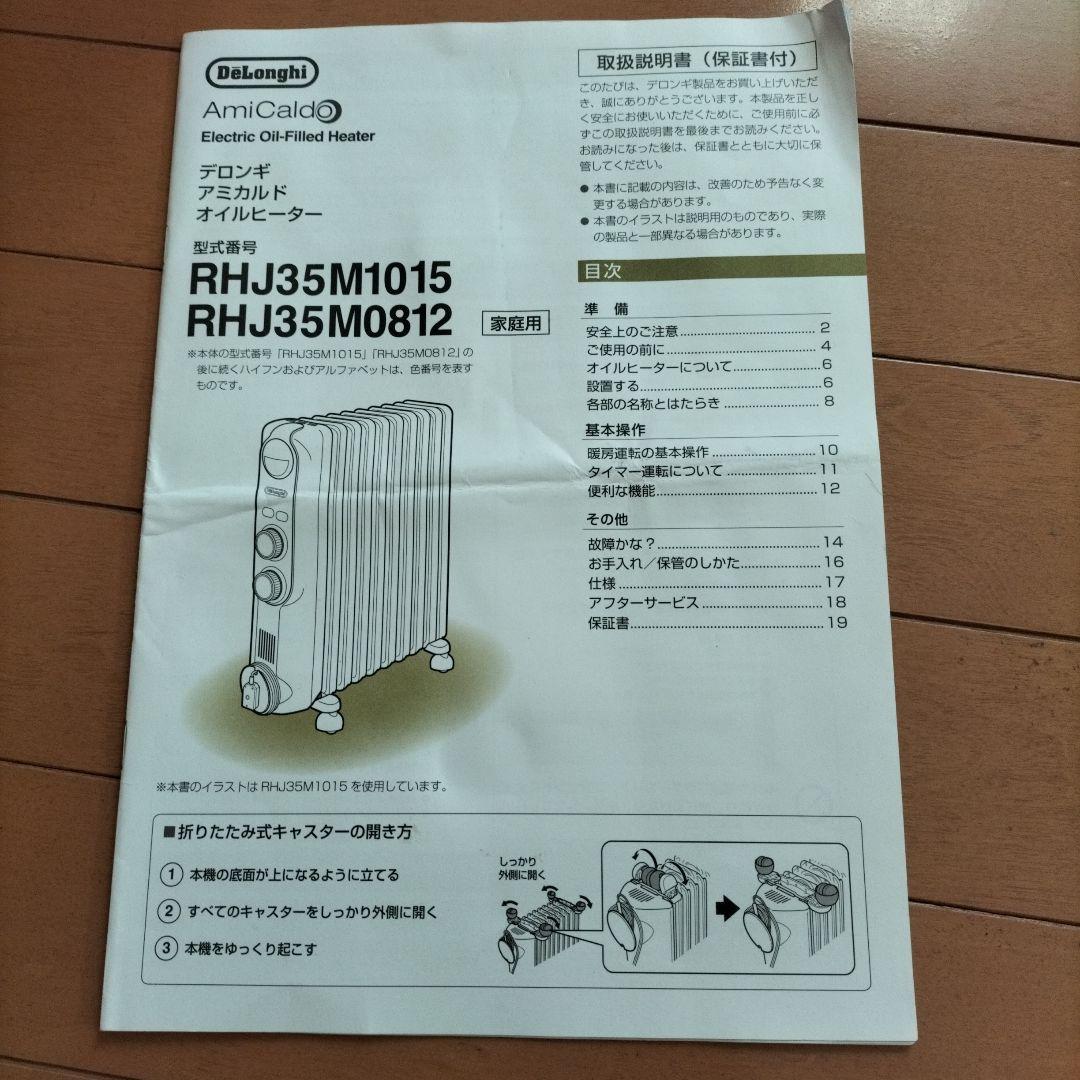 DēLonghi
AmiCaldo
Electric Oil-Filled Heater
デロンギ
アミカルド
オイルヒーター
型式番号
RHJ35M1015
RHJ35M0812
家庭用
※本体の型式番号「RHJ35M1015」「RHJ35M0812」の
後に続くハイフンおよびアルファベットは、色番号を表す
ものです。
DēLonghi
※本書のイラストは RHJ35M1015 を使用しています。
取扱説明書（保証書付）
このたびは、デロンギ製品をお買い上げいただ
き、誠にありがとうございます。本製品を正し
く安全にお使いいただくために、ご使用前に必
ずこの取扱説明書を最後までお読みください。
お読みになった後は、保証書とともに大切に保
管してください。
● 本書に記載の内容は、改善のため予告なく変
更する場合があります。
● 本書のイラストは説明用のものであり、実際
の製品と一部異なる場合があります。
目次
準 備
安全上のご注意 2
ご使用の前に 4
オイルヒーターについて 6
設置する 6
各部の名称とはたらき 8
基本操作
暖房運転の基本操作 10
タイマー運転について 11
便利な機能 12
その他
故障かな？ 14
お手入れ／保管のしかた 16
仕様 17
アフターサービス 18
保証書 19
■折りたたみ式キャスターの開き方
① 本機の底面が上になるように立てる
② すべてのキャスターをしっかり外側に開く
③ 本機をゆっくり起こす
しっかり
外側に開く